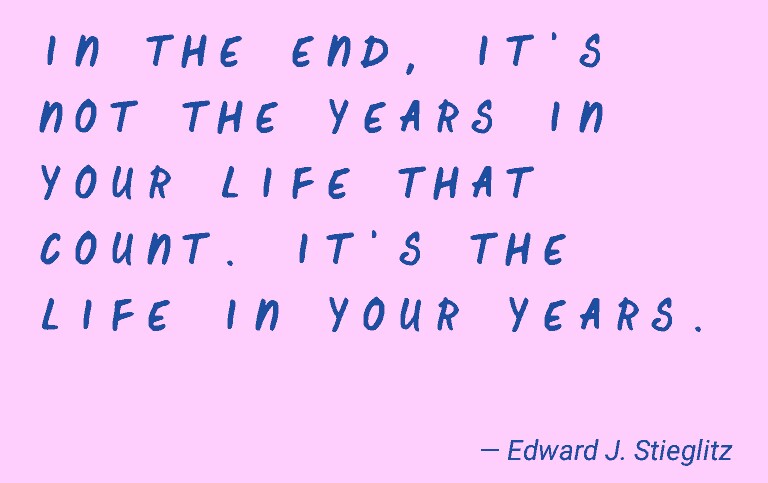 IN THE END, IT'S
NOT THE YEARS IN
YOUR LIFE THAT
COUNT. IT'S THE
LIFE IN YOUR YEARS.
— Edward J. Stieglitz